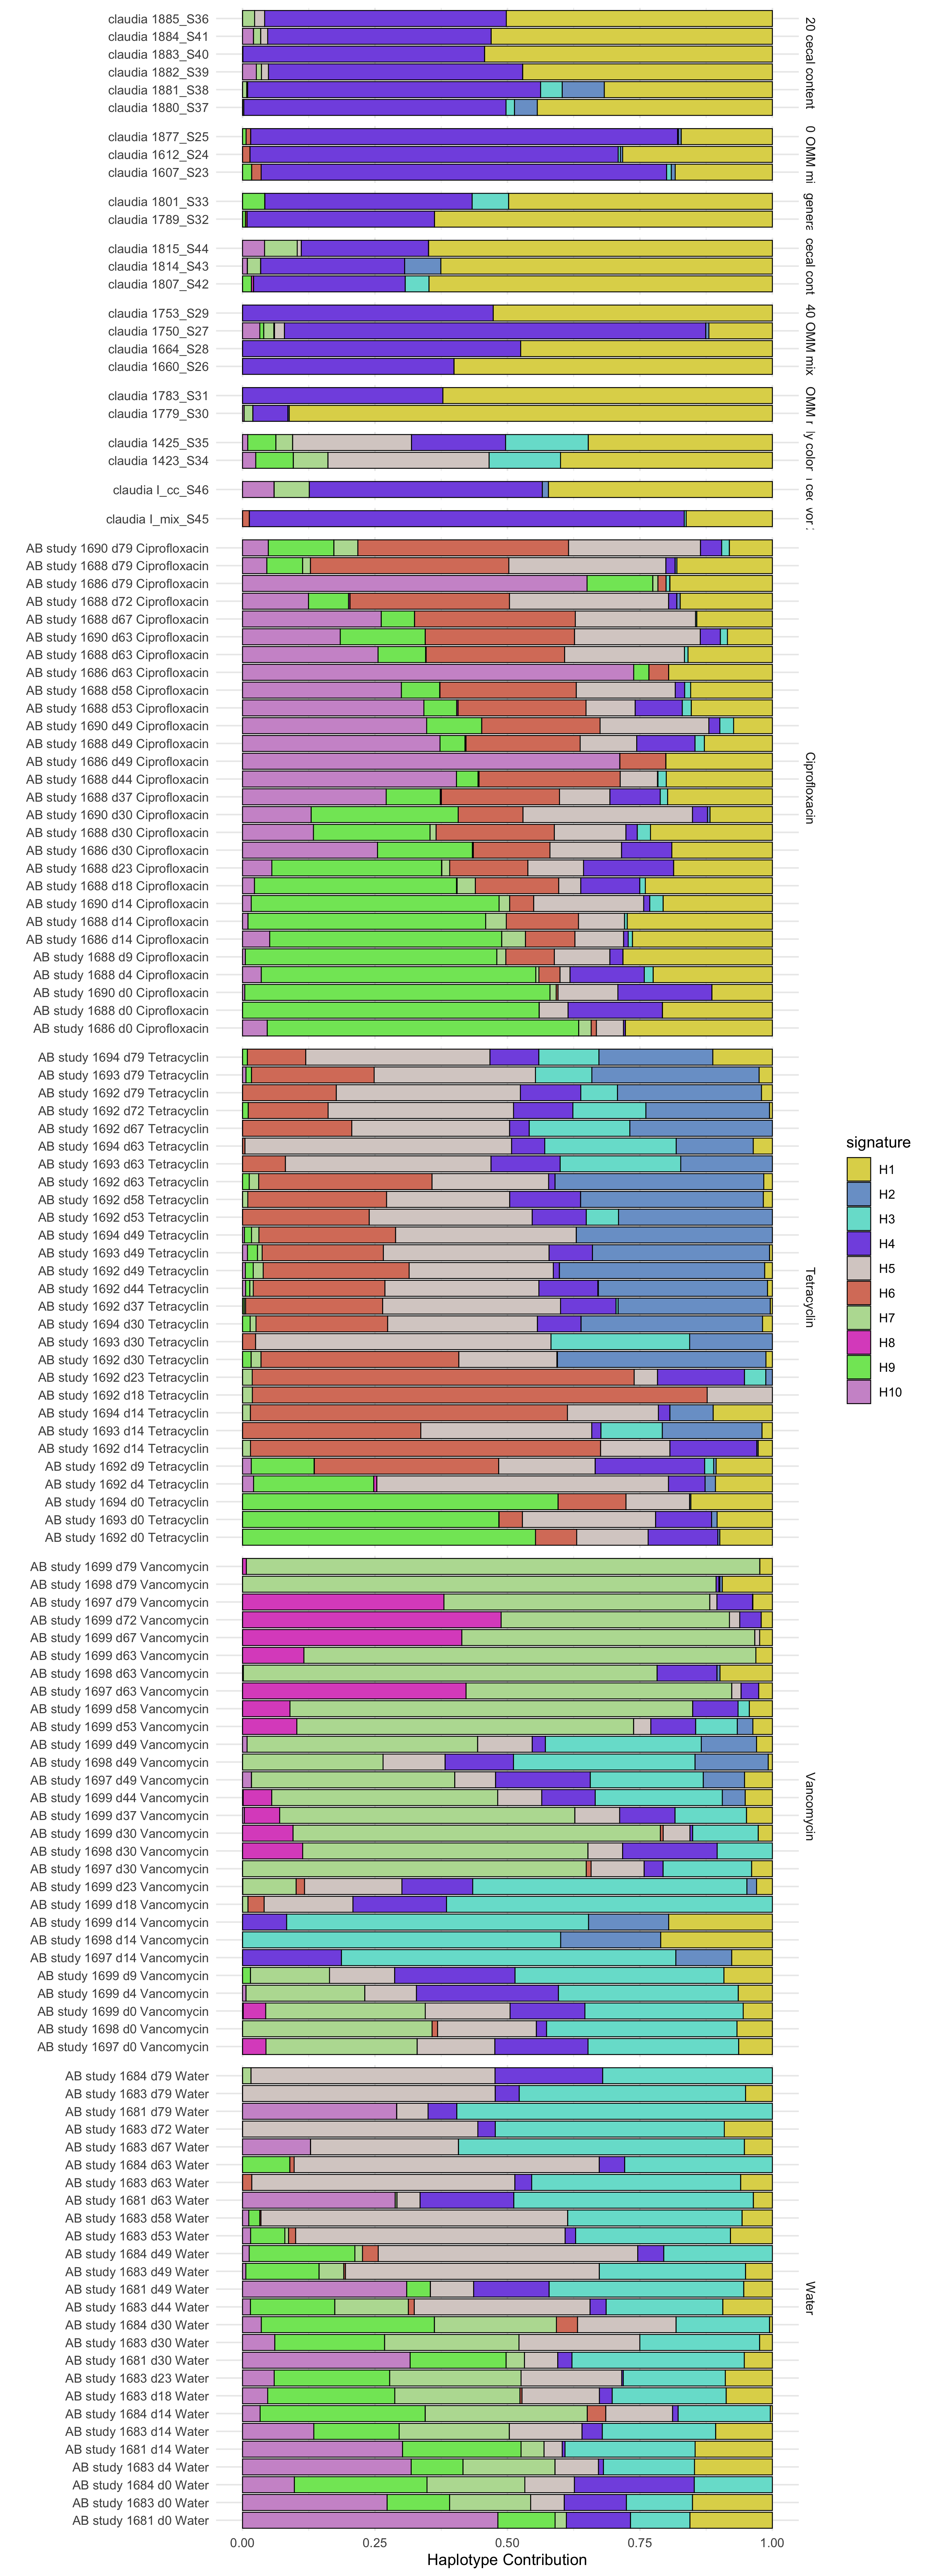 claudia 1885_S36
claudia 1884_S41
claudia 1883_S40
claudia 1882_S39
claudia 1881_S38
claudia 1880_S37
20 cecal content
claudia 1877_S25
claudia 1612_S24
claudia 1607_S23
0 OMM mi
claudia 1801_S33
claudia 1789_S32
genera
claudia 1815_S44
claudia 1814_S43
claudia 1807_S42
cecal cont
claudia 1753_S29
claudia 1750_S27
claudia 1664_S28
claudia 1660_S26
40 OMM mix
claudia 1783_S31
claudia 1779_S30
OMM r
claudia 1425_S35
claudia 1423_S34
ly color
claudia I_cc_S46
claudia I_mix_S45
AB study 1690 d79 Ciprofloxacin
AB study 1688 d79 Ciprofloxacin
AB study 1686 d79 Ciprofloxacin
AB study 1688 d72 Ciprofloxacin
AB study 1688 d67 Ciprofloxacin
AB study 1690 d63 Ciprofloxacin
AB study 1688 d63 Ciprofloxacin
AB study 1686 d63 Ciprofloxacin
AB study 1688 d58 Ciprofloxacin
AB study 1688 d53 Ciprofloxacin
AB study 1690 d49 Ciprofloxacin
AB study 1688 d49 Ciprofloxacin
AB study 1686 d49 Ciprofloxacin
AB study 1688 d44 Ciprofloxacin
AB study 1688 d37 Ciprofloxacin
AB study 1690 d30 Ciprofloxacin
AB study 1688 d30 Ciprofloxacin
AB study 1686 d30 Ciprofloxacin
AB study 1688 d23 Ciprofloxacin
AB study 1688 d18 Ciprofloxacin
AB study 1690 d14 Ciprofloxacin
AB study 1688 d14 Ciprofloxacin
AB study 1686 d14 Ciprofloxacin
AB study 1688 d9 Ciprofloxacin
AB study 1688 d4 Ciprofloxacin
AB study 1690 d0 Ciprofloxacin
AB study 1688 d0 Ciprofloxacin
AB study 1686 d0 Ciprofloxacin
Ciprofloxacin
AB study 1694 d79 Tetracyclin
AB study 1693 d79 Tetracyclin
AB study 1692 d79 Tetracyclin
AB study 1692 d72 Tetracyclin
AB study 1692 d67 Tetracyclin
AB study 1694 d63 Tetracyclin
AB study 1693 d63 Tetracyclin
AB study 1692 d63 Tetracyclin
AB study 1692 d58 Tetracyclin
AB study 1692 d53 Tetracyclin
AB study 1694 d49 Tetracyclin
AB study 1693 d49 Tetracyclin
AB study 1692 d49 Tetracyclin
AB study 1692 d44 Tetracyclin
AB study 1692 d37 Tetracyclin
AB study 1694 d30 Tetracyclin
AB study 1693 d30 Tetracyclin
AB study 1692 d30 Tetracyclin
AB study 1692 d23 Tetracyclin
AB study 1692 d18 Tetracyclin
AB study 1694 d14 Tetracyclin
AB study 1693 d14 Tetracyclin
AB study 1692 d14 Tetracyclin
AB study 1692 d9 Tetracyclin
AB study 1692 d4 Tetracyclin
AB study 1694 d0 Tetracyclin
AB study 1693 d0 Tetracyclin
AB study 1692 d0 Tetracyclin
Tetracyclin
AB study 1699 d79 Vancomycin
AB study 1698 d79 Vancomycin
AB study 1697 d79 Vancomycin
AB study 1699 d72 Vancomycin
AB study 1699 d67 Vancomycin
AB study 1699 d63 Vancomycin
AB study 1698 d63 Vancomycin
AB study 1697 d63 Vancomycin
AB study 1699 d58 Vancomycin
AB study 1699 d53 Vancomycin
AB study 1699 d49 Vancomycin
AB study 1698 d49 Vancomycin
AB study 1697 d49 Vancomycin
AB study 1699 d44 Vancomycin
AB study 1699 d37 Vancomycin
AB study 1699 d30 Vancomycin
AB study 1698 d30 Vancomycin
AB study 1697 d30 Vancomycin
AB study 1699 d23 Vancomycin
AB study 1699 d18 Vancomycin
AB study 1699 d14 Vancomycin
AB study 1698 d14 Vancomycin
AB study 1697 d14 Vancomycin
AB study 1699 d9 Vancomycin
AB study 1699 d4 Vancomycin
AB study 1699 d0 Vancomycin
AB study 1698 d0 Vancomycin
AB study 1697 d0 Vancomycin
Vancomycin
AB study 1684 d79 Water
AB study 1683 d79 Water
AB study 1681 d79 Water
AB study 1683 d72 Water
AB study 1683 d67 Water
AB study 1684 d63 Water
AB study 1683 d63 Water
AB study 1681 d63 Water
AB study 1683 d58 Water
AB study 1683 d53 Water
AB study 1684 d49 Water
AB study 1683 d49 Water
AB study 1681 d49 Water
AB study 1683 d44 Water
AB study 1684 d30 Water
AB study 1683 d30 Water
AB study 1681 d30 Water
AB study 1683 d23 Water
AB study 1683 d18 Water
AB study 1684 d14 Water
AB study 1683 d14 Water
AB study 1681 d14 Water
AB study 1683 d4 Water
AB study 1684 d0 Water
AB study 1683 d0 Water
AB study 1681 d0 Water
Water
0.00 0.25 0.50 0.75 1.00
Haplotype Contribution
signature
H1
H2
H3
H4
H5
H6
H7
H8
H9
H10